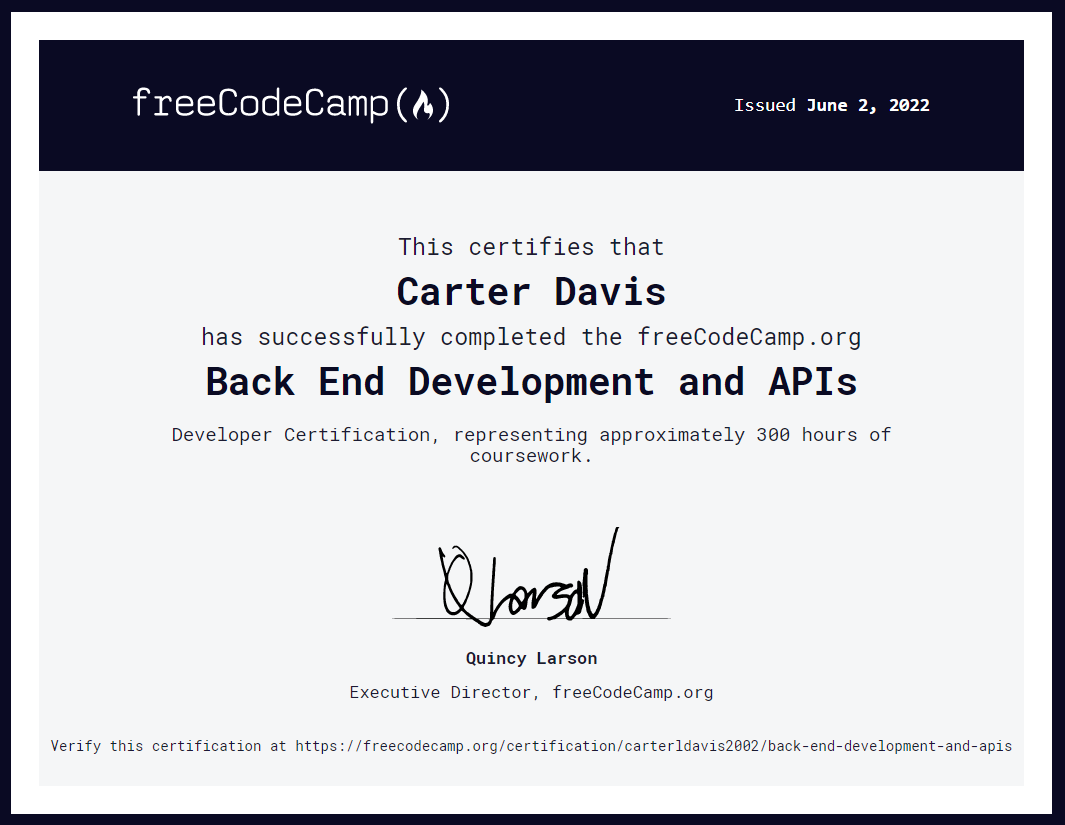 freeCodeCamp(🔥)
Issued June 2, 2022
This certifies that
Carter Davis
has successfully completed the freeCodeCamp.org
Back End Development and APIs
Developer Certification, representing approximately 300 hours of
coursework.
Q Larson
Quincy Larson
Executive Director, freeCodeCamp.org
Verify this certification at https://freecodecamp.org/certification/carterldavis2002/back-end-development-and-apis